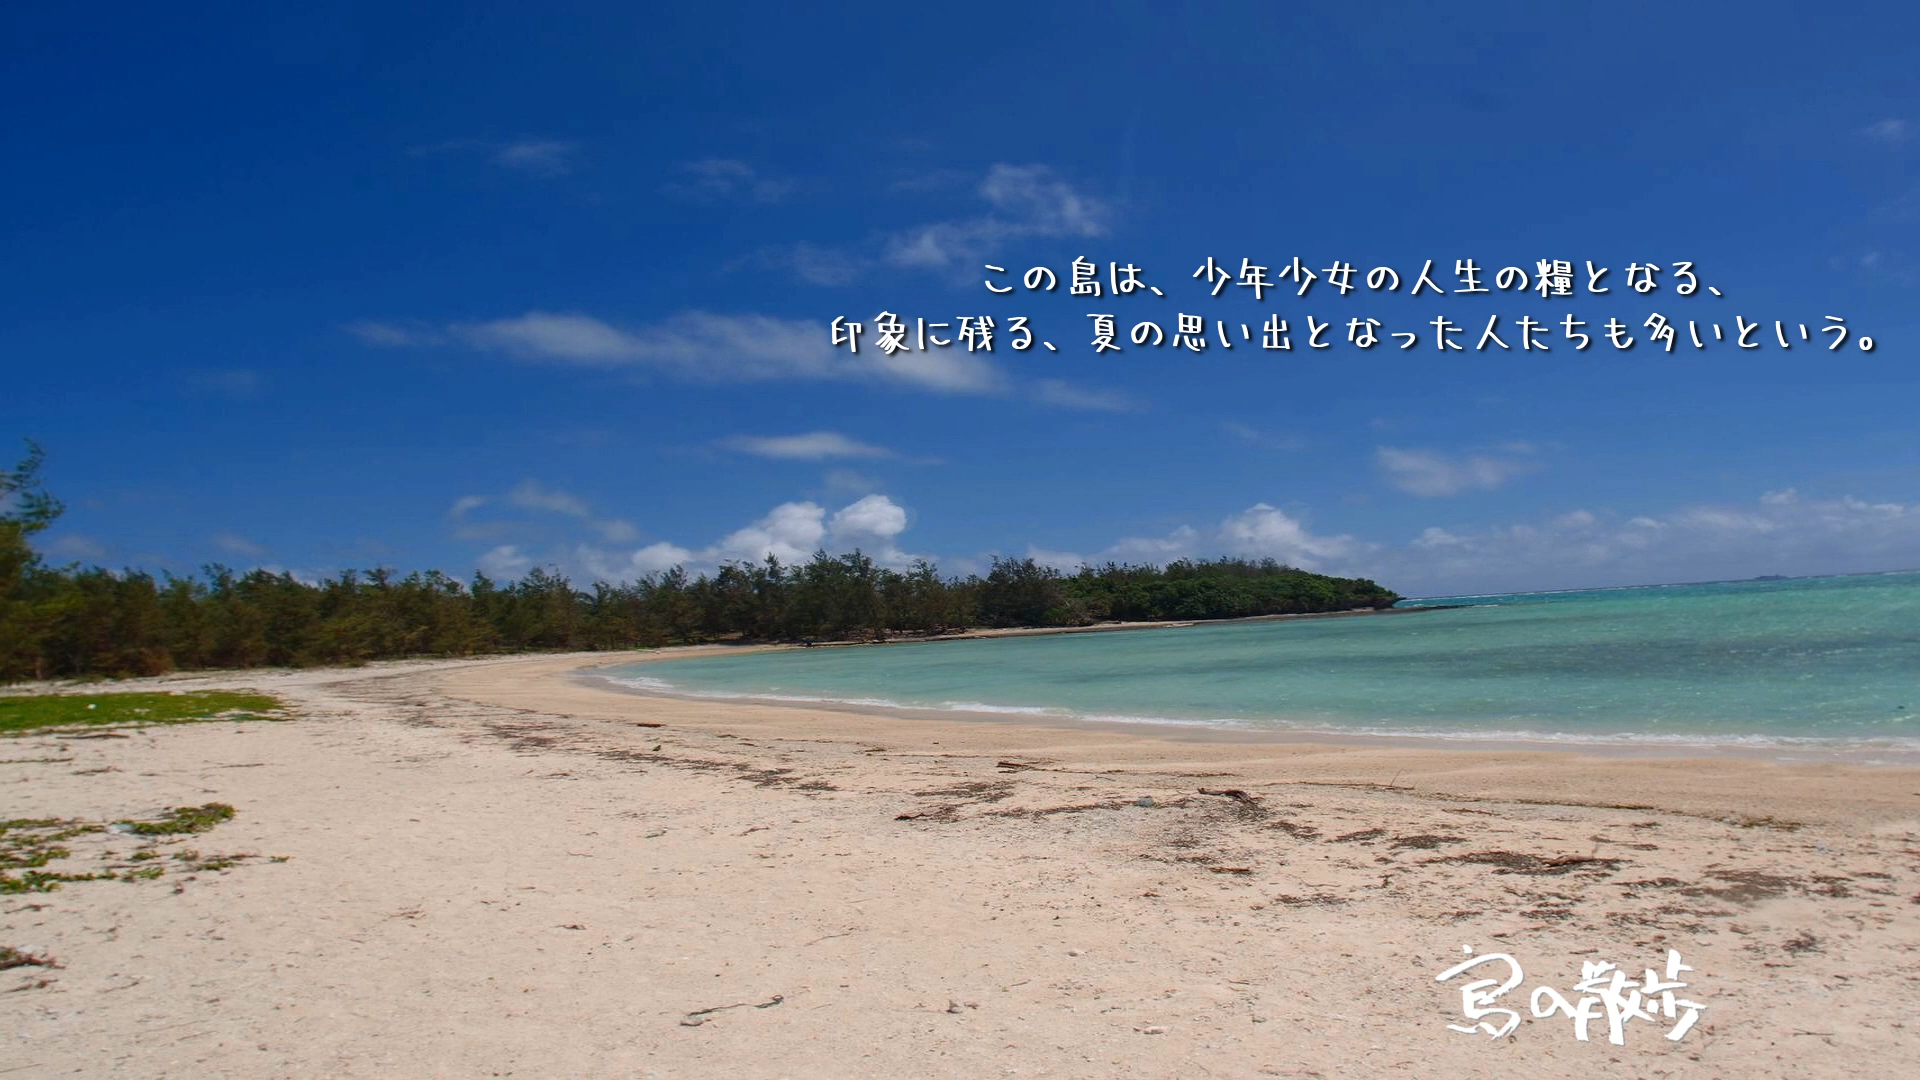 この島は、少年少女の人生の糧となる、
印象に残る、夏の思い出となった人たちも多いという。
の散歩